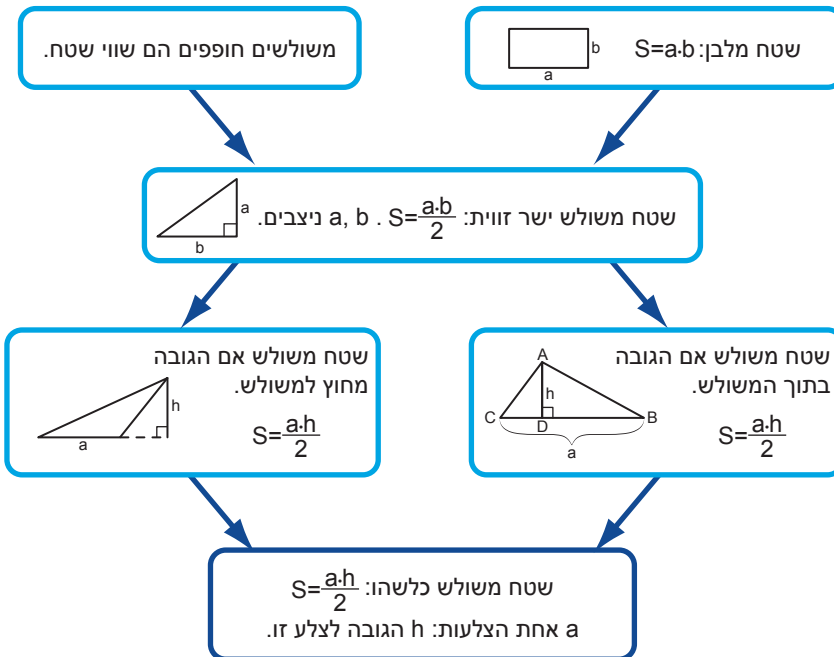 שטח מלבן: S=a·b
b
a
משולשים חופפים הם שווי שטח.
שטח משולש ישר זווית: S=a·b/2 . a, b ניצבים.
a
b
שטח משולש אם הגובה
בתוך המשולש.
S=a·h/2
A
h
C
D
B
a
שטח משולש אם הגובה
מחוץ למשולש.
S=a·h/2
h
a
שטח משולש כלשהו: S=a·h/2
a אחת הצלעות: h הגובה לצלע זו.